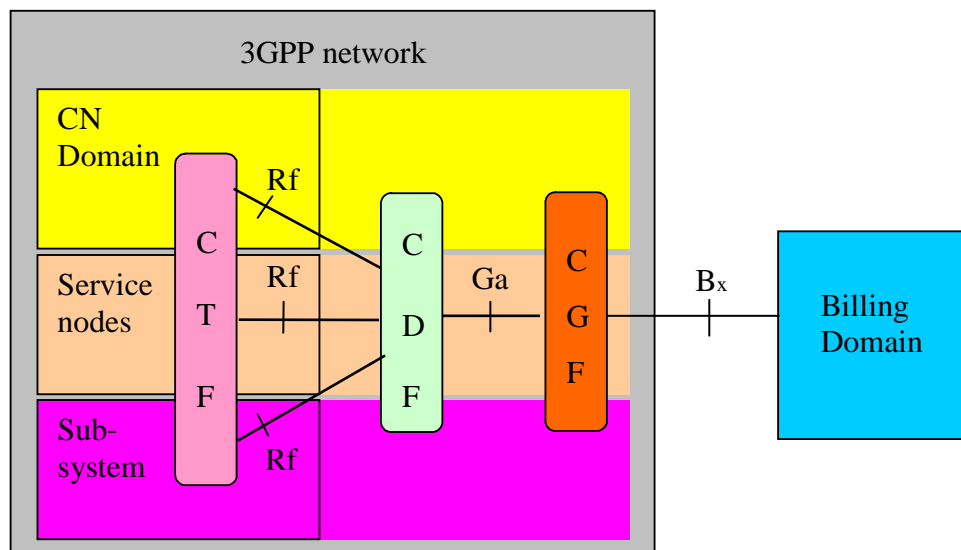 3GPP network
CN
Domain
Rf
C
T
F
Service
nodes
Rf
Sub-
system
Rf
C
D
F
Ga
C
G
F
Bx
Billing
Domain